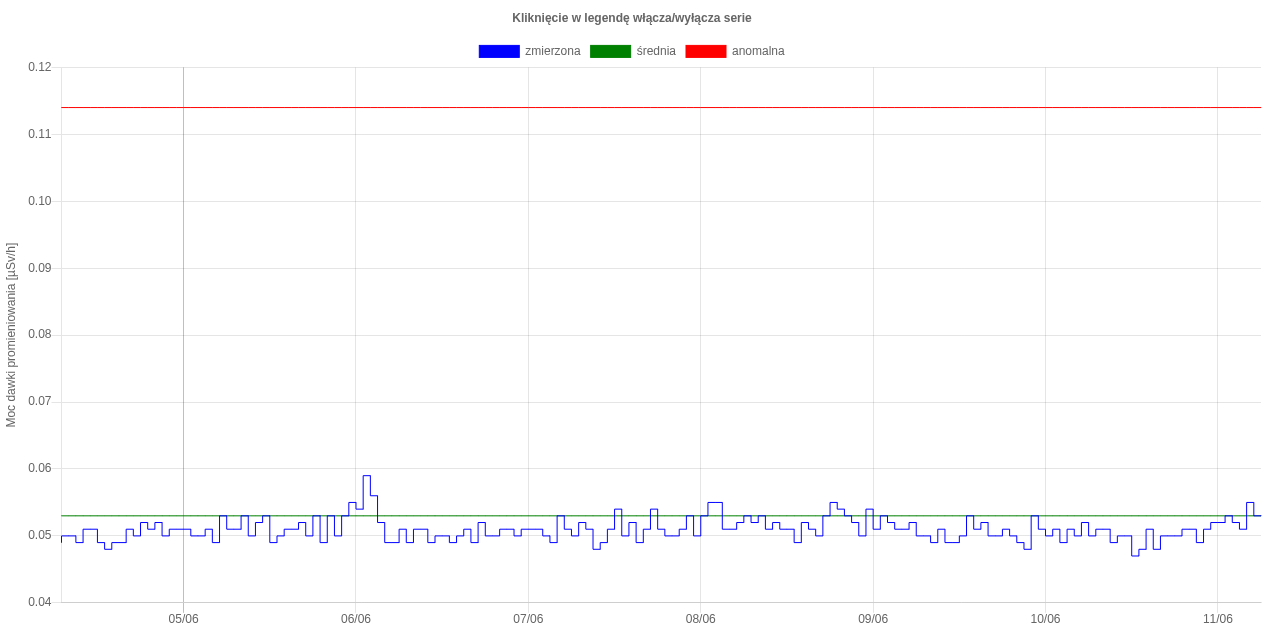 Kliknięcie w legendę włącza/wyłącza serie
zmierzona średnia anomalna
0.12
0.11
0.10
0.09
0.08
0.07
0.06
0.05
0.04
Moc dawki promieniowania [µSv/h]
05/06 06/06 07/06 08/06 09/06 10/06 11/06